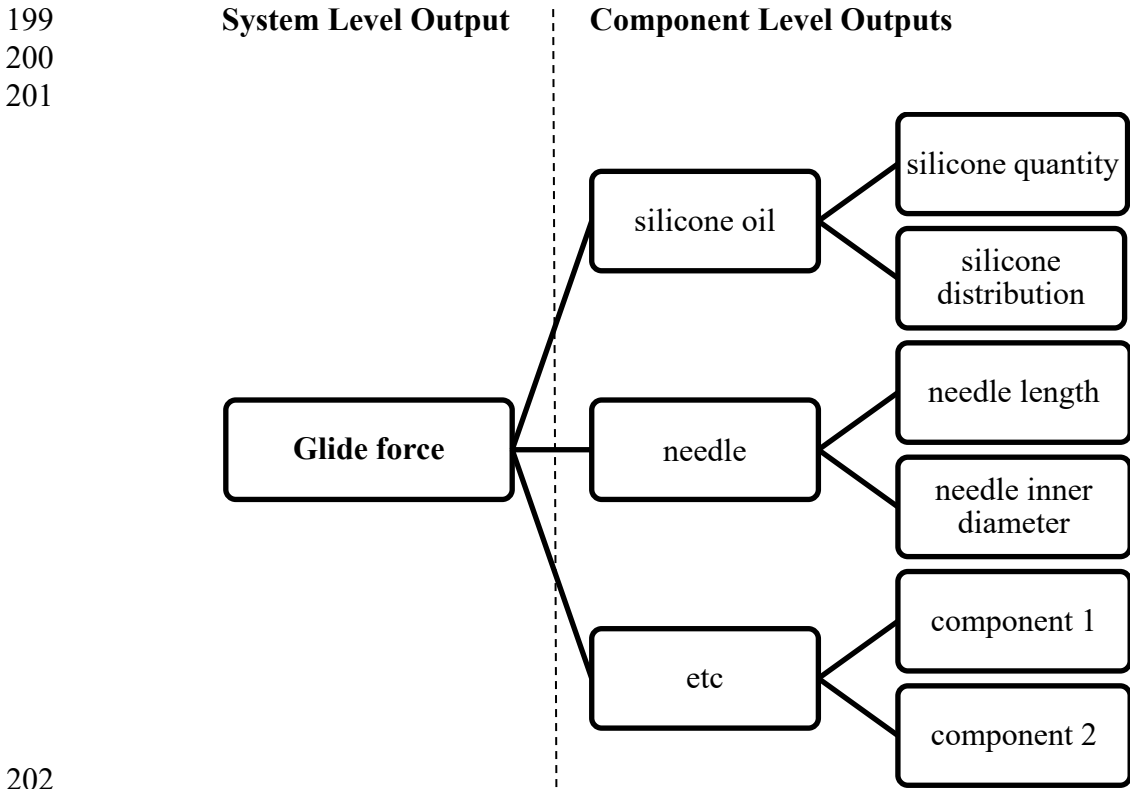 199 System Level Output Component Level Outputs
200
201
silicone quantity
silicone oil
silicone
distribution
needle length
Glide force
needle
needle inner
diameter
component 1
etc
component 2
202